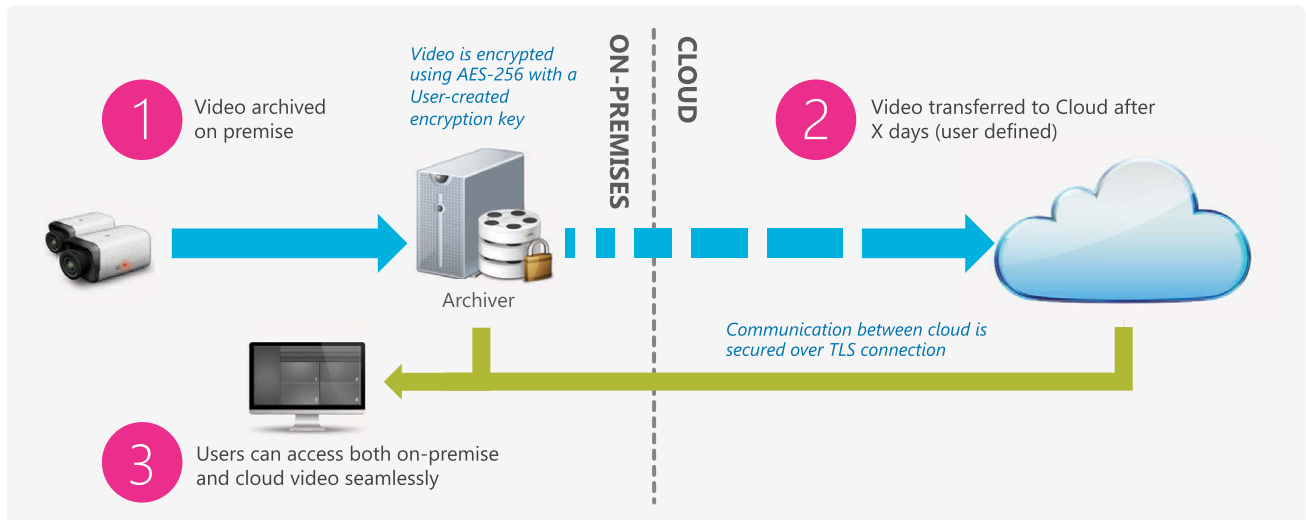 1
Video archived
on premise
Video is encrypted
using AES-256 with a
User-created
encryption key
Archiver
ON-PREMISES
CLOUD
2
Video transferred to Cloud after
X days (user defined)
Communication between cloud is
secured over TLS connection
3
Users can access both on-premise
and cloud video seamlessly